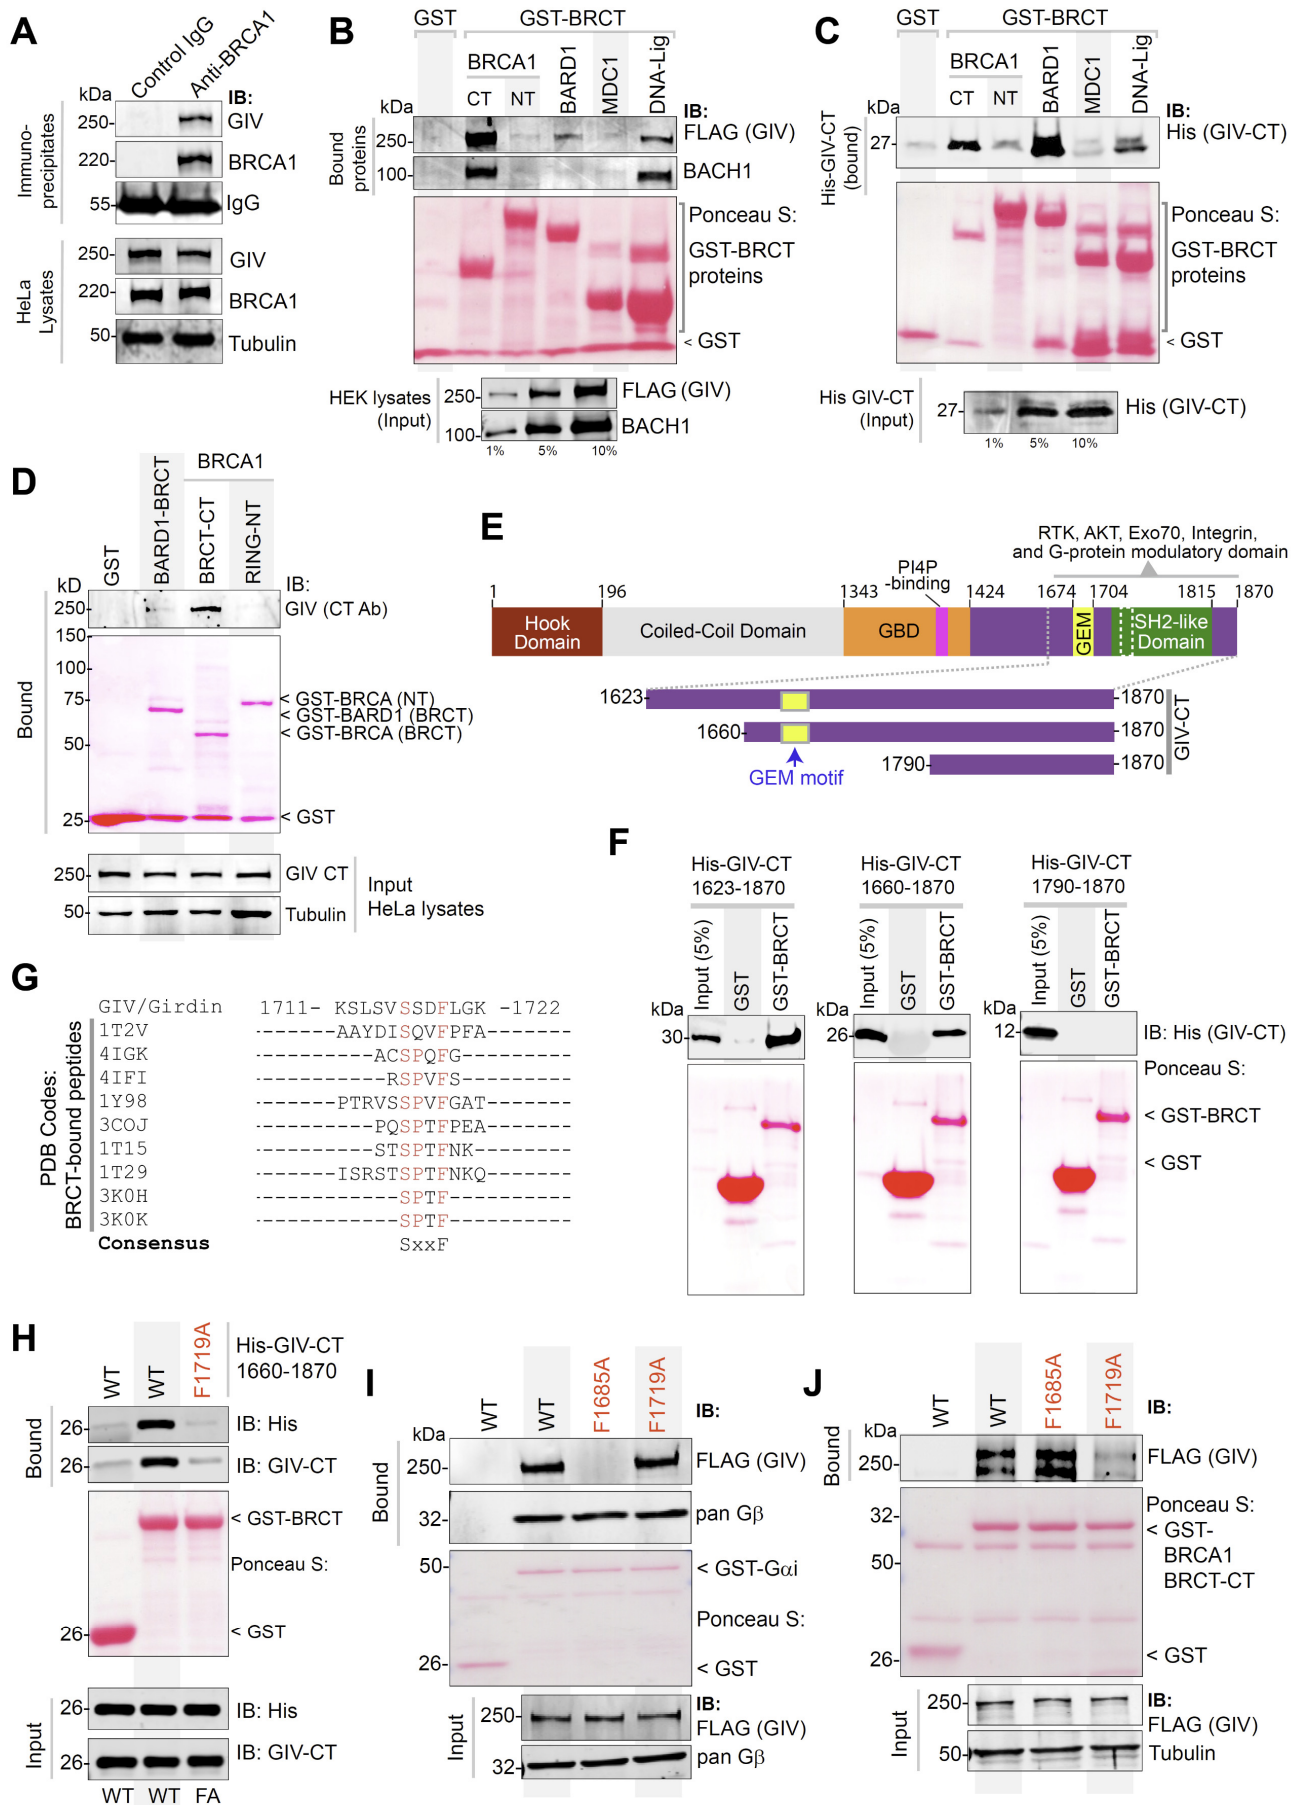 A
Control IgG
Anti-BRCA1
kDa
IB:
Immuno-
precipitates
250-
GIV
220-
BRCA1
55-
IgG
HeLa
Lysates
250-
GIV
220-
BRCA1
50-
Tubulin
B
GST
GST-BRCT
BRCA1
CT
NT
BARD1
MDC1
DNA-Lig
kDa
IB:
Bound
proteins
250-
FLAG (GIV)
100-
BACH1
Ponceau S:
GST-BRCT
proteins
< GST
HEK lysates
(Input)
250-
FLAG (GIV)
100-
BACH1
1%
5%
10%
C
GST
GST-BRCT
BRCA1
CT
NT
BARD1
MDC1
DNA-Lig
kDa
IB:
His-GIV-CT
(bound)
27-
His (GIV-CT)
Ponceau S:
GST-BRCT
proteins
< GST
His GIV-CT
(Input)
27-
His (GIV-CT)
1%
5%
10%
D
BRCA1
GST
BARD1-BRCT
BRCT-CT
RING-NT
kD
IB:
Bound
250-
GIV (CT Ab)
150-
100-
75-
50-
25-
< GST-BRCA (NT)
< GST-BARD1 (BRCT)
< GST-BRCA (BRCT)
< GST
250-
GIV CT
50-
Tubulin
Input
HeLa lysates
E
RTK, AKT, Exo70, Integrin,
and G-protein modulatory domain
PI4P
-binding
1
196
1343
1424
1674
1704
1815
1870
Hook
Domain
Coiled-Coil Domain
GBD
GEM
SH2-like
Domain
1623-
-1870
1660-
-1870
1790-
-1870
GIV-CT
GEM motif
F
His-GIV-CT
1623-1870
His-GIV-CT
1660-1870
His-GIV-CT
1790-1870
Input (5%)
GST
GST-BRCT
Input (5%)
GST
GST-BRCT
Input (5%)
GST
GST-BRCT
kDa
30-
kDa
26-
kDa
12-
IB: His (GIV-CT)
Ponceau S:
< GST-BRCT
< GST
G
PDB Codes:
BRCT-bound peptides
GIV/Girdin 1711- KSLSVSSDFLGK -1722
1T2V AAYDISQVFPFA
4IGK ACSPQFG
4IFI RSPVFS
1Y98 PTRVSSPVFGAT
3COJ PQSPTFPEA
1T15 STSPTFNK
1T29 ISRSTSPTFNKQ
3K0H SPTF
3K0K SPTF
Consensus SxxF
H
WT
WT
F1719A
His-GIV-CT
1660-1870
Bound
26-
IB: His
26-
IB: GIV-CT
< GST-BRCT
Ponceau S:
26-
< GST
Input
26-
IB: His
26-
IB: GIV-CT
WT
WT
FA
I
WT
WT
F1685A
F1719A
IB:
kDa
Bound
250-
FLAG (GIV)
32-
pan Gβ
50-
< GST-Gαi
Ponceau S:
26-
< GST
Input
IB:
250-
FLAG (GIV)
32-
pan Gβ
J
WT
WT
F1685A
F1719A
IB:
kDa
Bound
250-
FLAG (GIV)
32-
Ponceau S:
< GST-
BRCA1
BRCT-CT
50-
26-
< GST
Input
250-
IB:
FLAG (GIV)
50-
Tubulin